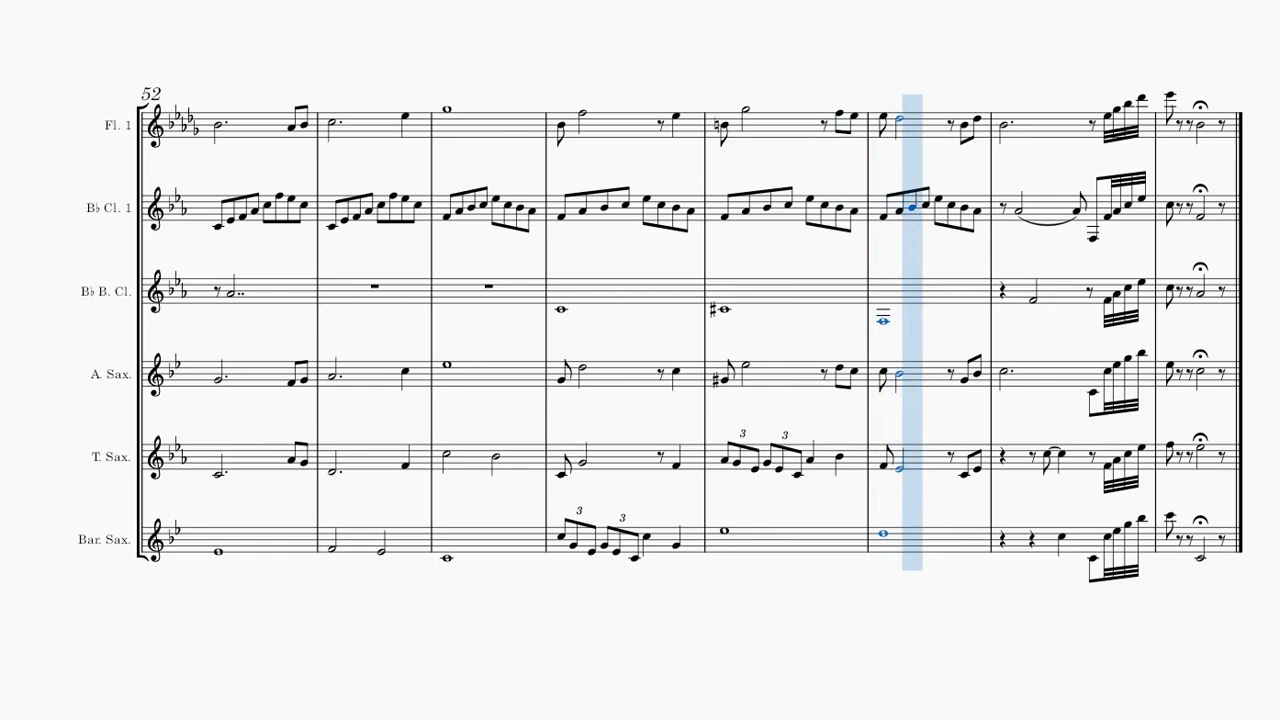 52
Fl. 1
B♭ Cl. 1
B♭ B. Cl.
A. Sax.
T. Sax.
3 3
Bar. Sax.
3 3